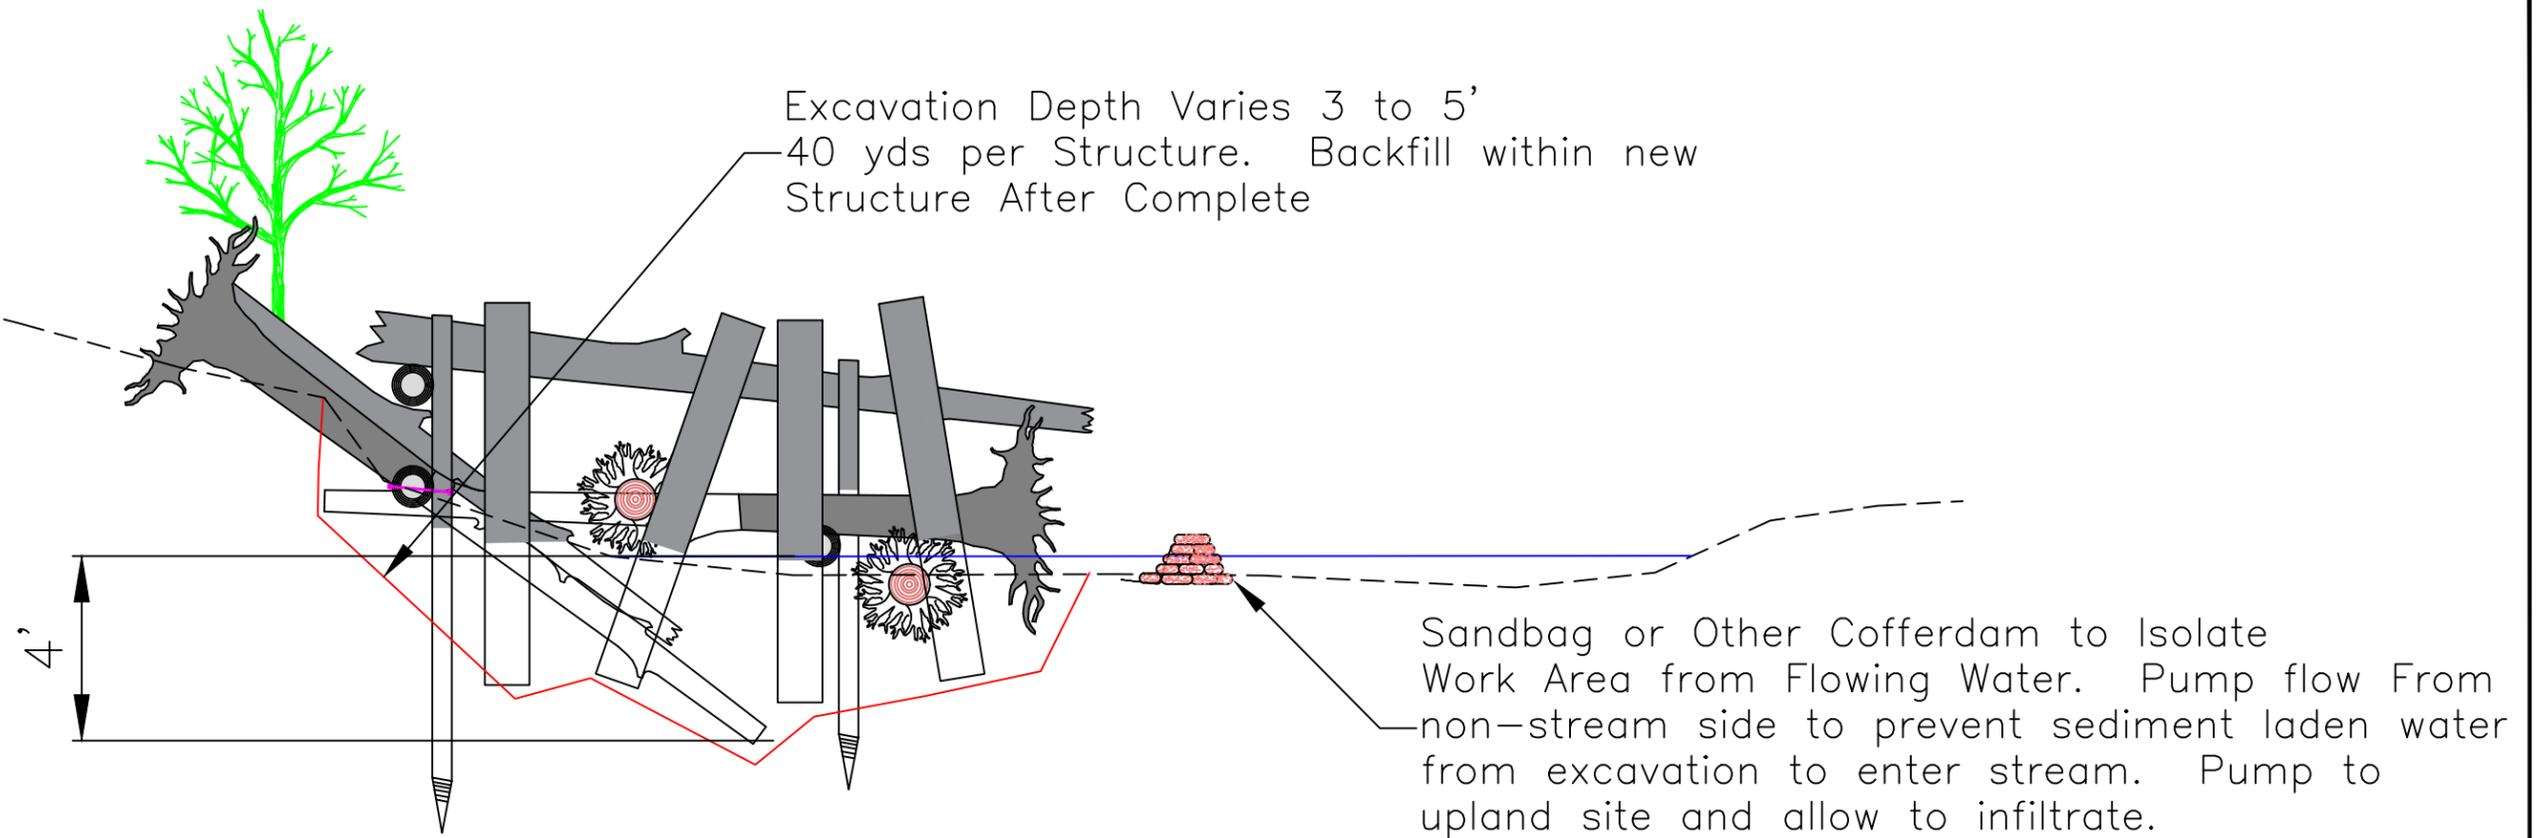 Excavation Depth Varies 3 to 5'
40 yds per Structure. Backfill within new
Structure After Complete
4'
Sandbag or Other Cofferdam to Isolate
Work Area from Flowing Water. Pump flow From
non-stream side to prevent sediment laden water
from excavation to enter stream. Pump to
upland site and allow to infiltrate.